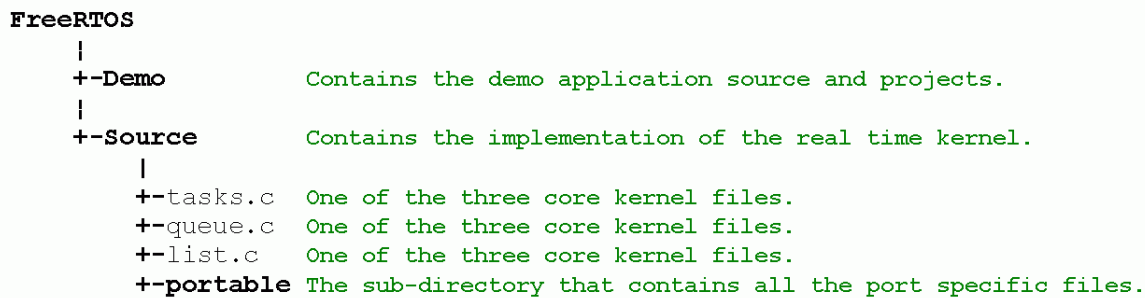 FreeRTOS
|
+-Demo Contains the demo application source and projects.
|
+-Source Contains the implementation of the real time kernel.
|
+-tasks.c One of the three core kernel files.
+-queue.c One of the three core kernel files.
+-list.c One of the three core kernel files.
+-portable The sub-directory that contains all the port specific files.